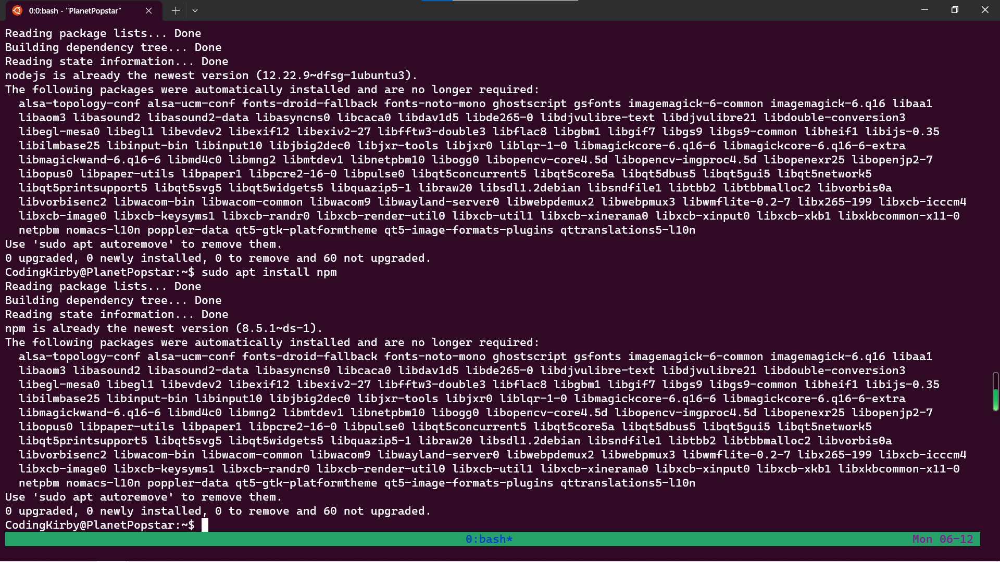 0:0:bash - "PlanetPopstar"
Reading package lists... Done
Building dependency tree... Done
Reading state information... Done
nodejs is already the newest version (12.22.9~dfsg-1ubuntu3).
The following packages were automatically installed and are no longer required:
  alsa-topology-conf alsa-ucm-conf fonts-droid-fallback fonts-noto-mono ghostscript gsfonts imagemagick-6-common imagemagick-6.q16 libaa1
  libaom3 libasound2 libasound2-data libasyncns0 libcaca0 libdav1d5 libde265-0 libdjvulibre-text libdjvulibre21 libdouble-conversion3
  libegl-mesa0 libegl1 libevdev2 libexif12 libexiv2-27 libfftw3-double3 libflac8 libgbm1 libgif7 libgs9 libgs9-common libheif1 libijs-0.35
  libilmbase25 libinput-bin libinput10 libjbig2dec0 libjxr-tools libjxr0 liblqr-1-0 libmagickcore-6.q16-6 libmagickcore-6.q16-6-extra
  libmagickwand-6.q16-6 libmd4c0 libmng2 libmtdev1 libnetpbm10 libogg0 libopencv-core4.5d libopencv-imgproc4.5d libopenexr25 libopenjp2-7
  libopus0 libpaper-utils libpaper1 libpcre2-16-0 libpulse0 libqt5concurrent5 libqt5core5a libqt5dbus5 libqt5gui5 libqt5network5
  libqt5printsupport5 libqt5svg5 libqt5widgets5 libquazip5-1 libraw20 libsdl1.2debian libsndfile1 libtbb2 libtbbmalloc2 libvorbis0a
  libvorbisenc2 libwacom-bin libwacom-common libwacom9 libwayland-server0 libwebpdemux2 libwebpmux3 libwmflite-0.2-7 libx265-199 libxcb-icccm4
  libxcb-image0 libxcb-keysyms1 libxcb-randr0 libxcb-render-util0 libxcb-util1 libxcb-xinerama0 libxcb-xinput0 libxcb-xkb1 libxkbcommon-x11-0
  netpbm nomacs-l10n poppler-data qt5-gtk-platformtheme qt5-image-formats-plugins qttranslations5-l10n
Use 'sudo apt autoremove' to remove them.
0 upgraded, 0 newly installed, 0 to remove and 60 not upgraded.
CodingKirby@PlanetPopstar:~$ sudo apt install npm
Reading package lists... Done
Building dependency tree... Done
Reading state information... Done
npm is already the newest version (8.5.1~ds-1).
The following packages were automatically installed and are no longer required:
  alsa-topology-conf alsa-ucm-conf fonts-droid-fallback fonts-noto-mono ghostscript gsfonts imagemagick-6-common imagemagick-6.q16 libaa1
  libaom3 libasound2 libasound2-data libasyncns0 libcaca0 libdav1d5 libde265-0 libdjvulibre-text libdjvulibre21 libdouble-conversion3
  libegl-mesa0 libegl1 libevdev2 libexif12 libexiv2-27 libfftw3-double3 libflac8 libgbm1 libgif7 libgs9 libgs9-common libheif1 libijs-0.35
  libilmbase25 libinput-bin libinput10 libjbig2dec0 libjxr-tools libjxr0 liblqr-1-0 libmagickcore-6.q16-6 libmagickcore-6.q16-6-extra
  libmagickwand-6.q16-6 libmd4c0 libmng2 libmtdev1 libnetpbm10 libogg0 libopencv-core4.5d libopencv-imgproc4.5d libopenexr25 libopenjp2-7
  libopus0 libpaper-utils libpaper1 libpcre2-16-0 libpulse0 libqt5concurrent5 libqt5core5a libqt5dbus5 libqt5gui5 libqt5network5
  libqt5printsupport5 libqt5svg5 libqt5widgets5 libquazip5-1 libraw20 libsdl1.2debian libsndfile1 libtbb2 libtbbmalloc2 libvorbis0a
  libvorbisenc2 libwacom-bin libwacom-common libwacom9 libwayland-server0 libwebpdemux2 libwebpmux3 libwmflite-0.2-7 libx265-199 libxcb-icccm4
  libxcb-image0 libxcb-keysyms1 libxcb-randr0 libxcb-render-util0 libxcb-util1 libxcb-xinerama0 libxcb-xinput0 libxcb-xkb1 libxkbcommon-x11-0
  netpbm nomacs-l10n poppler-data qt5-gtk-platformtheme qt5-image-formats-plugins qttranslations5-l10n
Use 'sudo apt autoremove' to remove them.
0 upgraded, 0 newly installed, 0 to remove and 60 not upgraded.
CodingKirby@PlanetPopstar:~$
0:bash* Mon 06-12